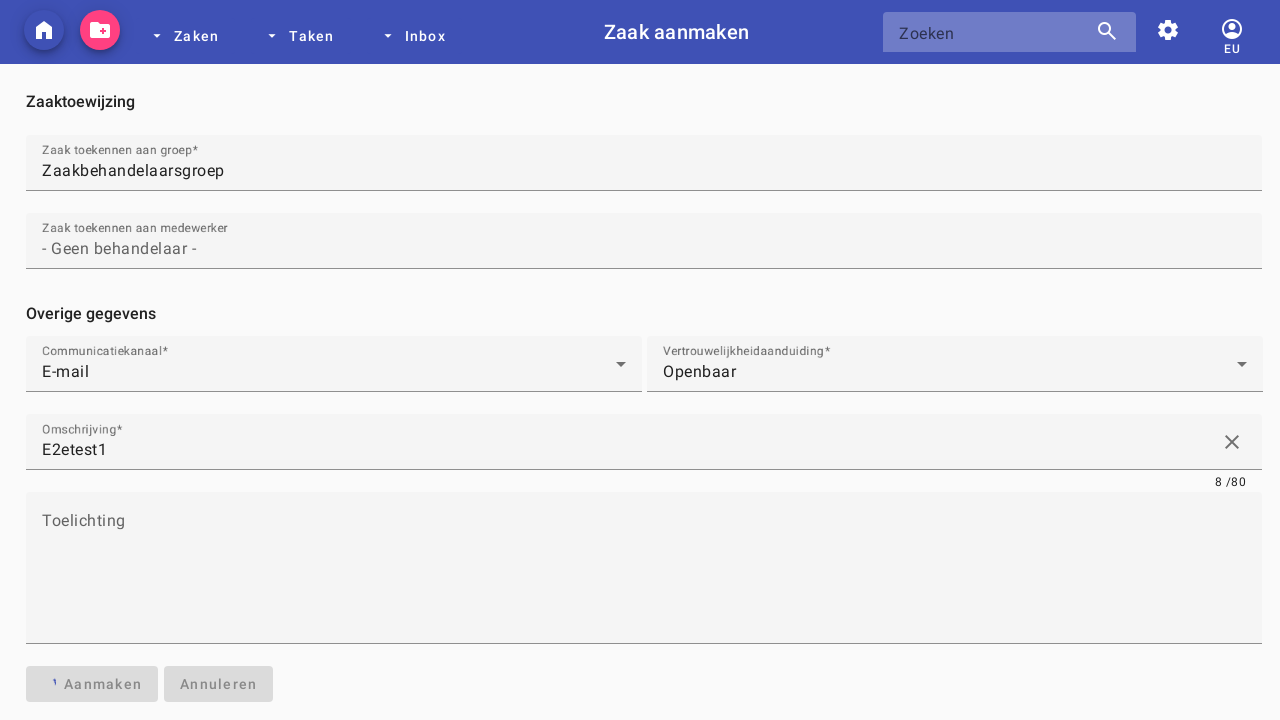 Zaken
Taken
Inbox
Zaak aanmaken
Zoeken
EU
Zaaktoewijzing
Zaak toekennen aan groep*
Zaakbehandelaarsgroep
Zaak toekennen aan medewerker
- Geen behandelaar -
Overige gegevens
Communicatiekanaal*
E-mail
Vertrouwelijkheidaanduiding*
Openbaar
Omschrijving*
E2etest1
8 /80
Toelichting
Aanmaken
Annuleren